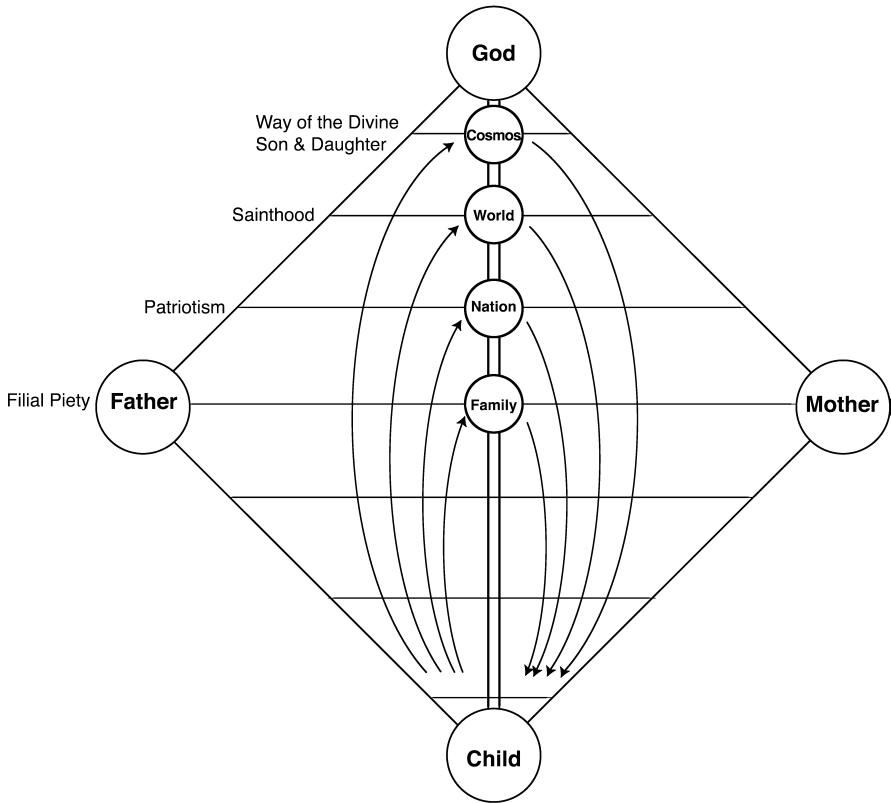 God
Way of the Divine
Son & Daughter
Cosmos
Sainthood
World
Patriotism
Nation
Filial Piety
Father
Family
Mother
Child